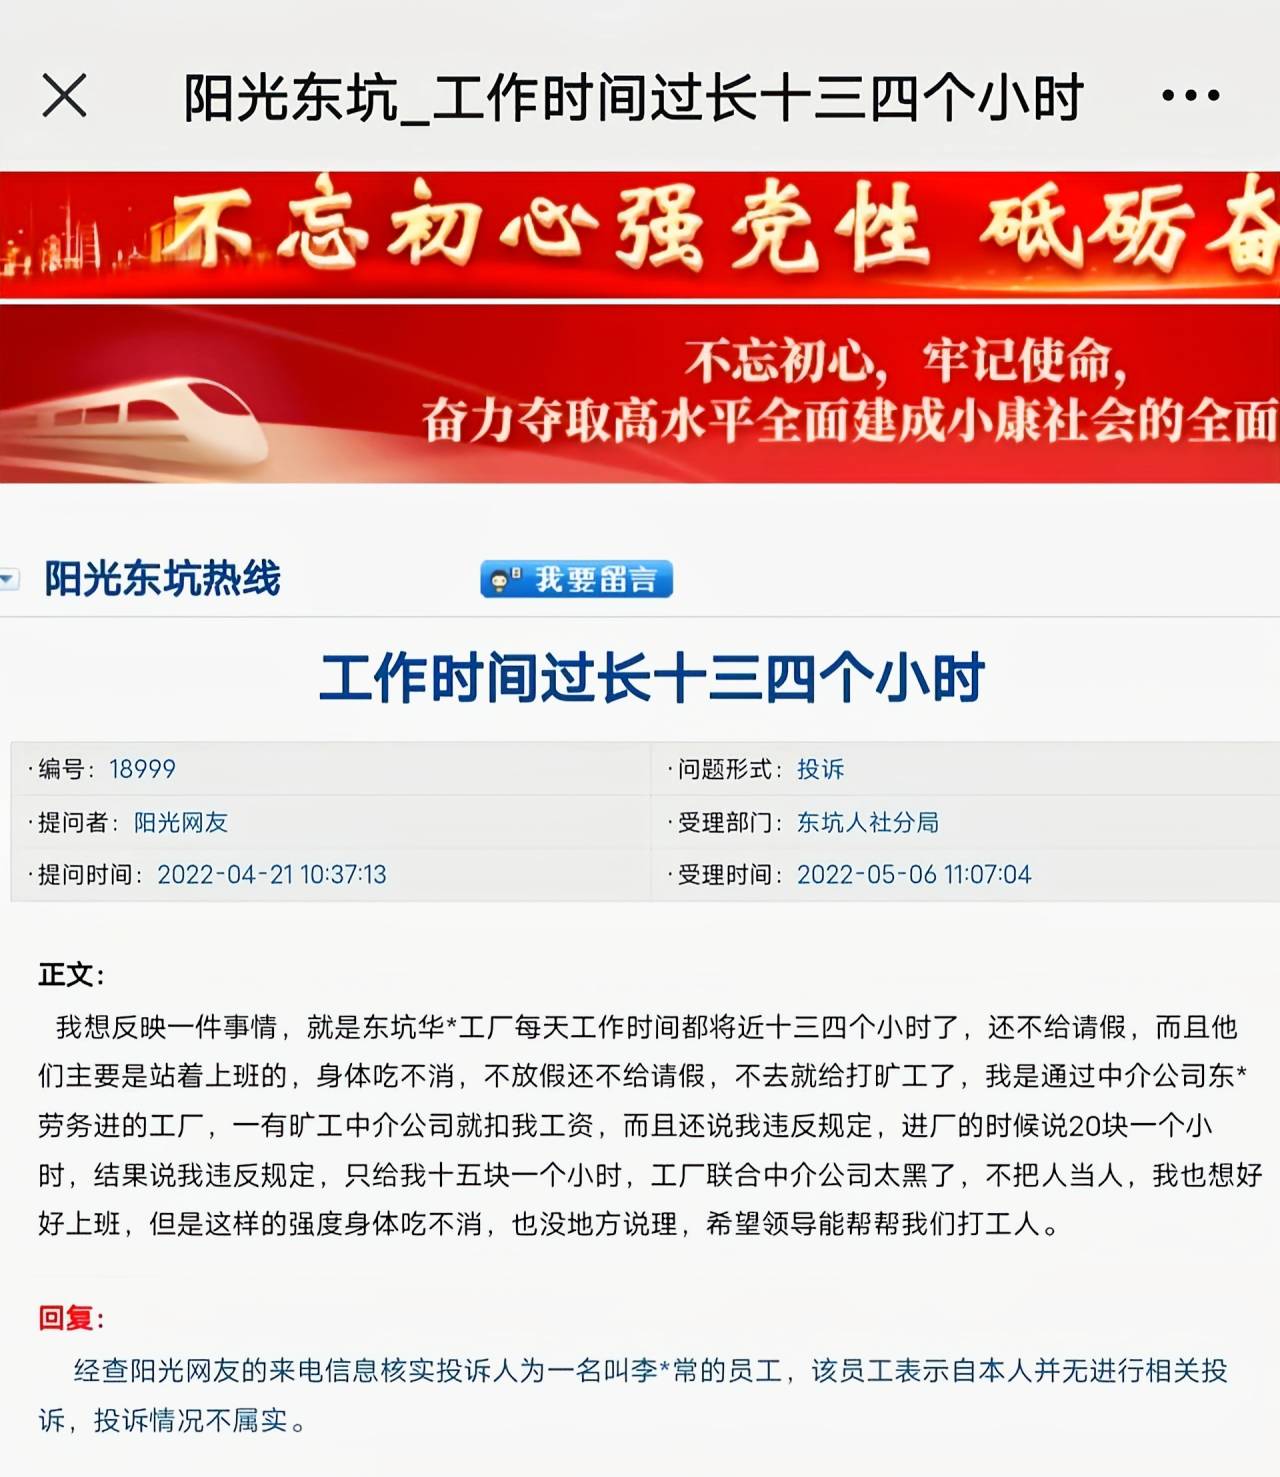 阳光东坑_工作时间过长十三四个小时
不忘初心强党性 砥砺奋
不忘初心，牢记使命，
奋力夺取高水平全面建成小康社会的全面
阳光东坑热线 我要留言
工作时间过长十三四个小时
·编号：18999 ·问题形式：投诉
·提问者：阳光网友 ·受理部门：东坑人社分局
·提问时间：2022-04-21 10:37:13 ·受理时间：2022-05-06 11:07:04
正文：
我想反映一件事情，就是东坑华*工厂每天工作时间都将近十三四个小时了，还不给请假，而且他
们主要是站着上班的，身体吃不消，不放假还不给请假，不去就给打旷工了，我是通过中介公司东*
劳务进的工厂，一有旷工中介公司就扣我工资，而且还说我违反规定，进厂的时候说20块一个小
时，结果说我违反规定，只给我十五块一个小时，工厂联合中介公司太黑了，不把人当人，我也想好
好上班，但是这样的强度身体吃不消，也没地方说理，希望领导能帮帮我们打工人。
回复：
经查阳光网友的来电信息核实投诉人为一名叫李*常的员工，该员工表示自本人并无进行相关投
诉，投诉情况不属实。